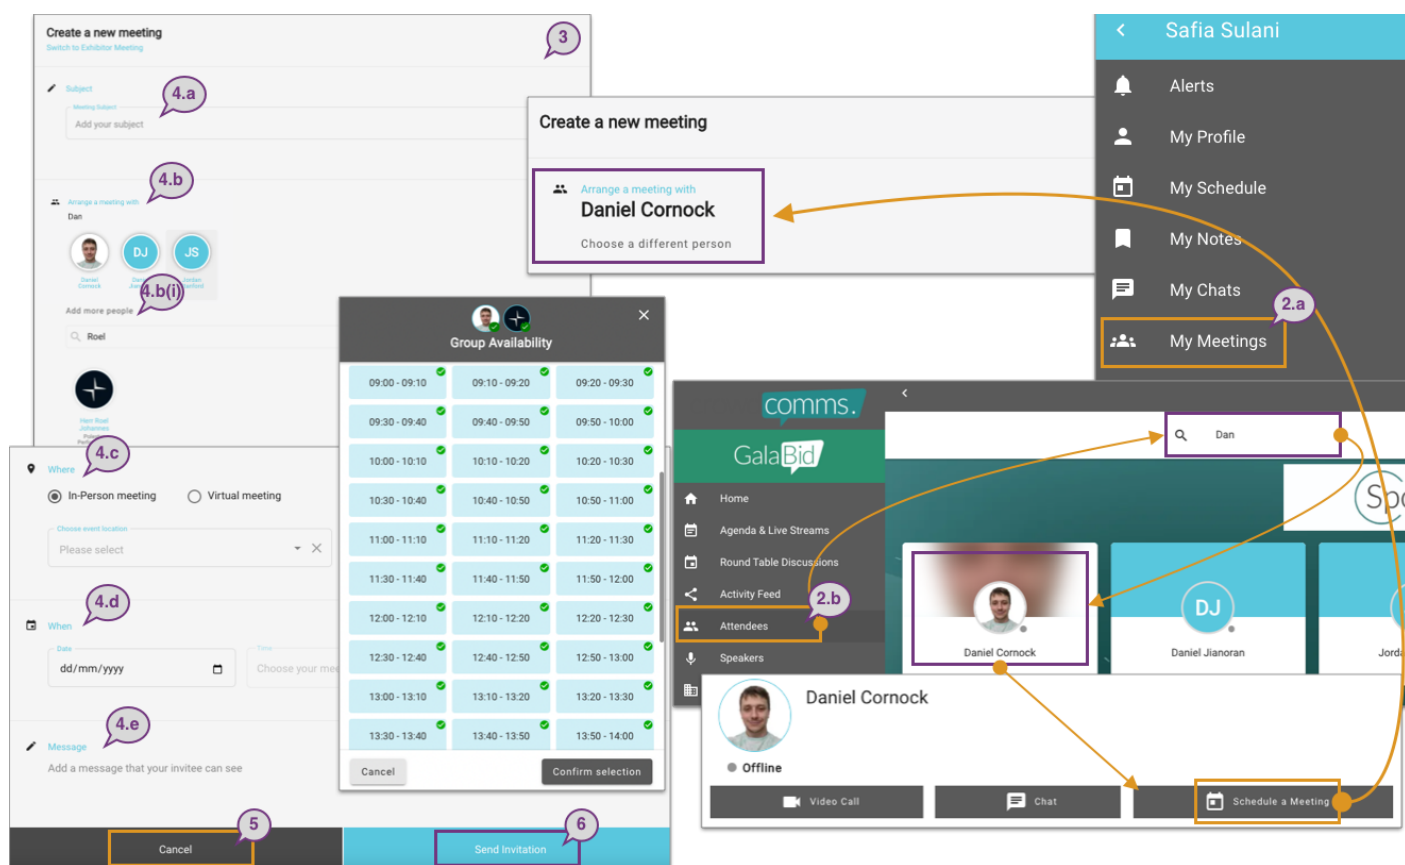 Create a new meeting
Switch to Exhibitor Meeting
3
Subject
4.a
Meeting Subject
Add your subject
4.b
Arrange a meeting with
Dan
DJ
JS
Daniel
Cornock
Jordan
4.b(i)
Add more people
Roel
Herr Roel
Johannes
4.c
Where
In-Person meeting
Virtual meeting
Choose event location
Please select
4.d
When
Date
dd/mm/yyyy
Time
Choose your mee
4.e
Message
Add a message that your invitee can see
5
Cancel
6
Send Invitation
Group Availability
09:00 - 09:10 09:10 - 09:20 09:20 - 09:30
09:30 - 09:40 09:40 - 09:50 09:50 - 10:00
10:00 - 10:10 10:10 - 10:20 10:20 - 10:30
10:30 - 10:40 10:40 - 10:50 10:50 - 11:00
11:00 - 11:10 11:10 - 11:20 11:20 - 11:30
11:30 - 11:40 11:40 - 11:50 11:50 - 12:00
12:00 - 12:10 12:10 - 12:20 12:20 - 12:30
12:30 - 12:40 12:40 - 12:50 12:50 - 13:00
13:00 - 13:10 13:10 - 13:20 13:20 - 13:30
13:30 - 13:40 13:40 - 13:50 13:50 - 14:00
Cancel
Confirm selection
Create a new meeting
Arrange a meeting with
Daniel Cornock
Choose a different person
Safia Sulani
Alerts
My Profile
My Schedule
My Notes
My Chats
2.a
My Meetings
comms.
GalaBid
Home
Agenda & Live Streams
Round Table Discussions
Activity Feed
2.b
Attendees
Speakers
Dan
Spo
Daniel Cornock
DJ
Daniel Jianoran
Jorda
Daniel Cornock
Offline
Video Call
Chat
Schedule a Meeting